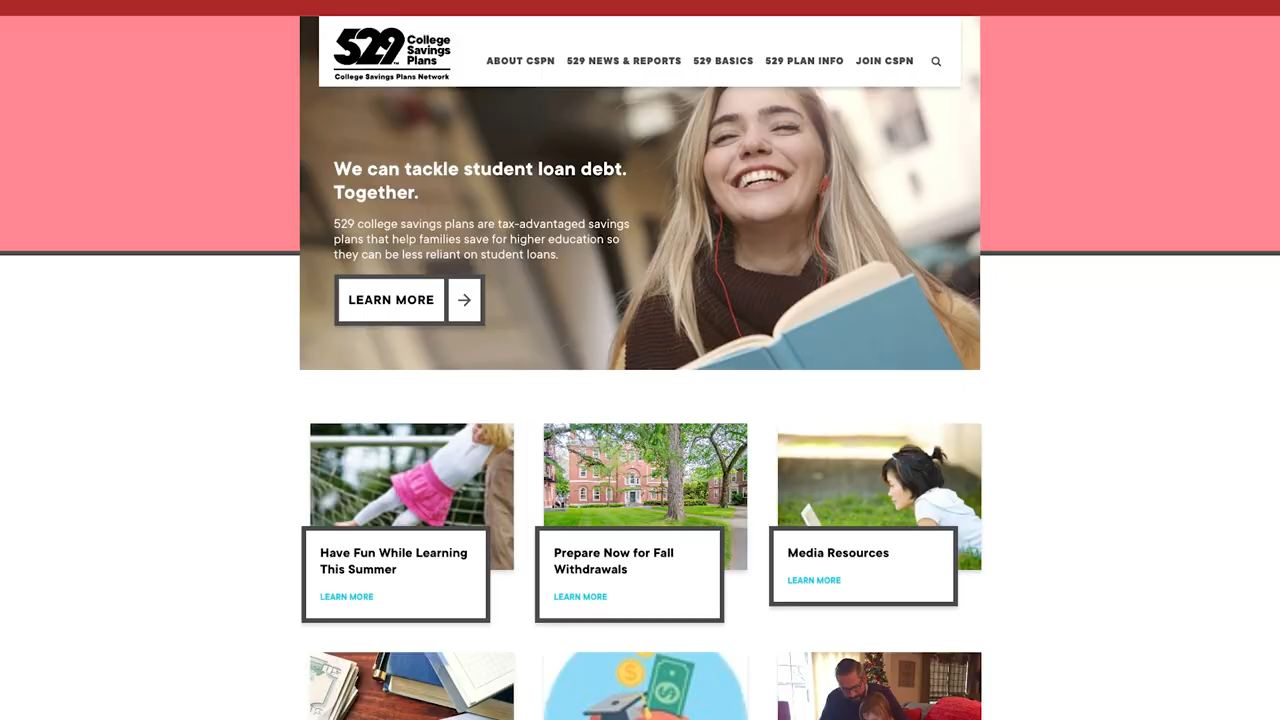 529 College
Savings
Plans
College Savings Plans Network
ABOUT CSPN 529 NEWS & REPORTS 529 BASICS 529 PLAN INFO JOIN CSPN
We can tackle student loan debt.
Together.
529 college savings plans are tax-advantaged savings
plans that help families save for higher education so
they can be less reliant on student loans.
LEARN MORE
Have Fun While Learning
This Summer
LEARN MORE
Prepare Now for Fall
Withdrawals
LEARN MORE
Media Resources
LEARN MORE